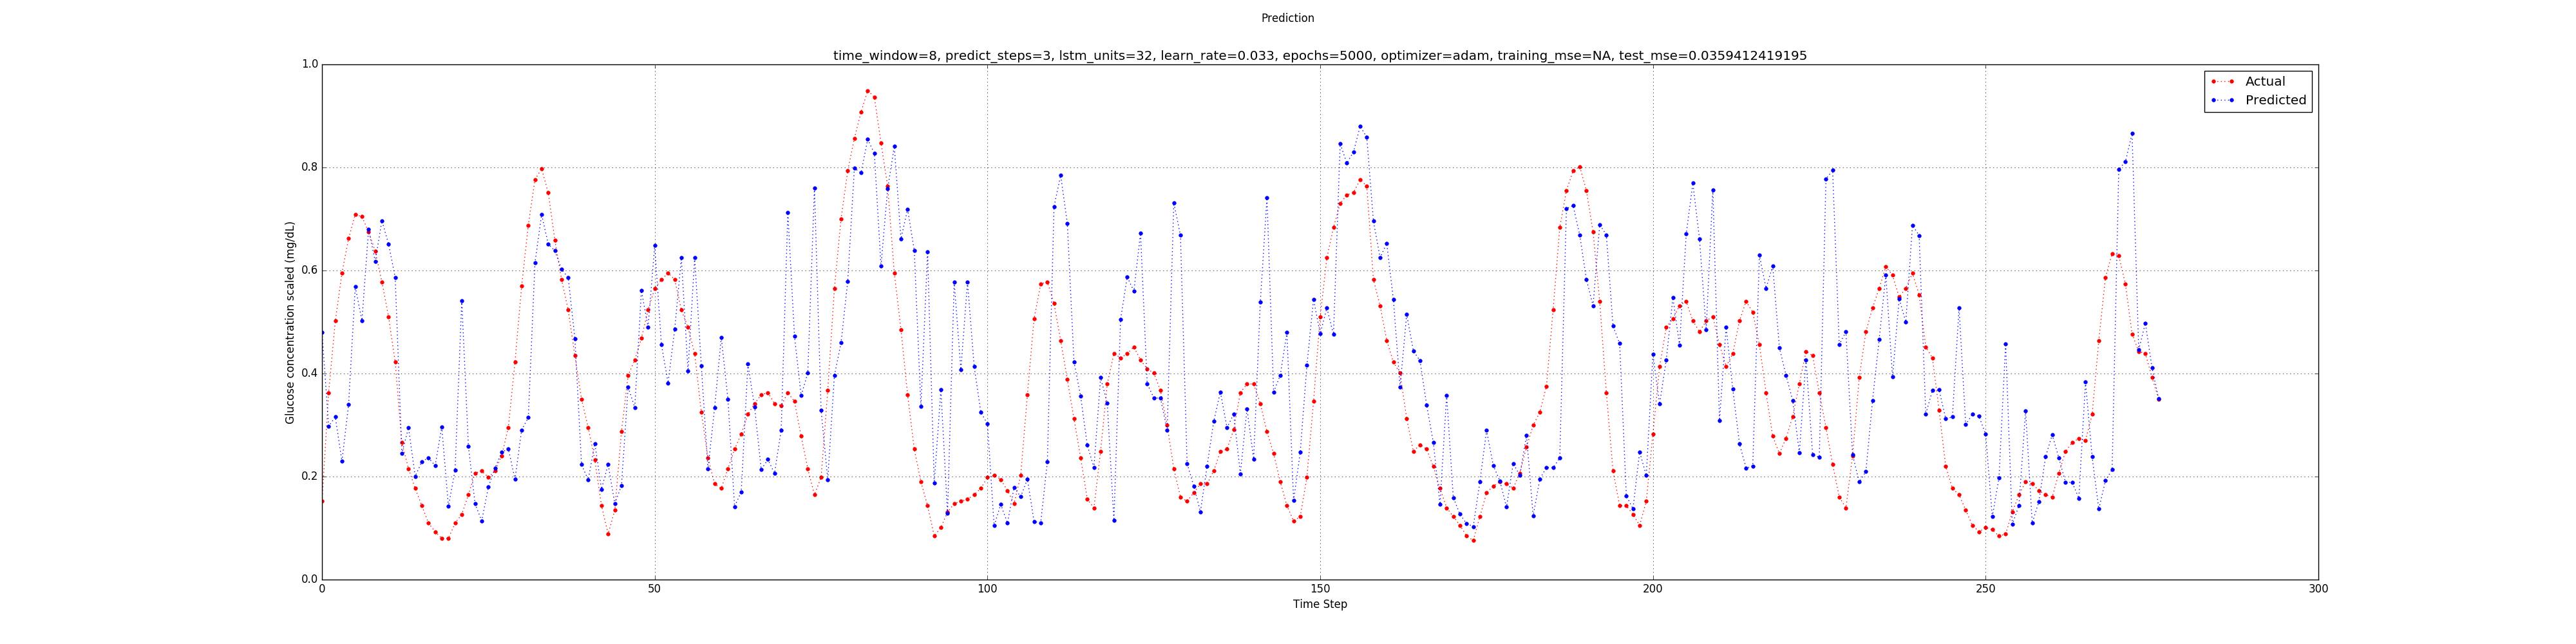 Prediction
time_window=8, predict_steps=3, lstm_units=32, learn_rate=0.033, epochs=5000, optimizer=adam, training_mse=NA, test_mse=0.0359412419195
Actual
Predicted
Glucose concentration scaled (mg/dL)
1.0
0.8
0.6
0.4
0.2
0.0
0 50 100 150 200 250 300
Time Step